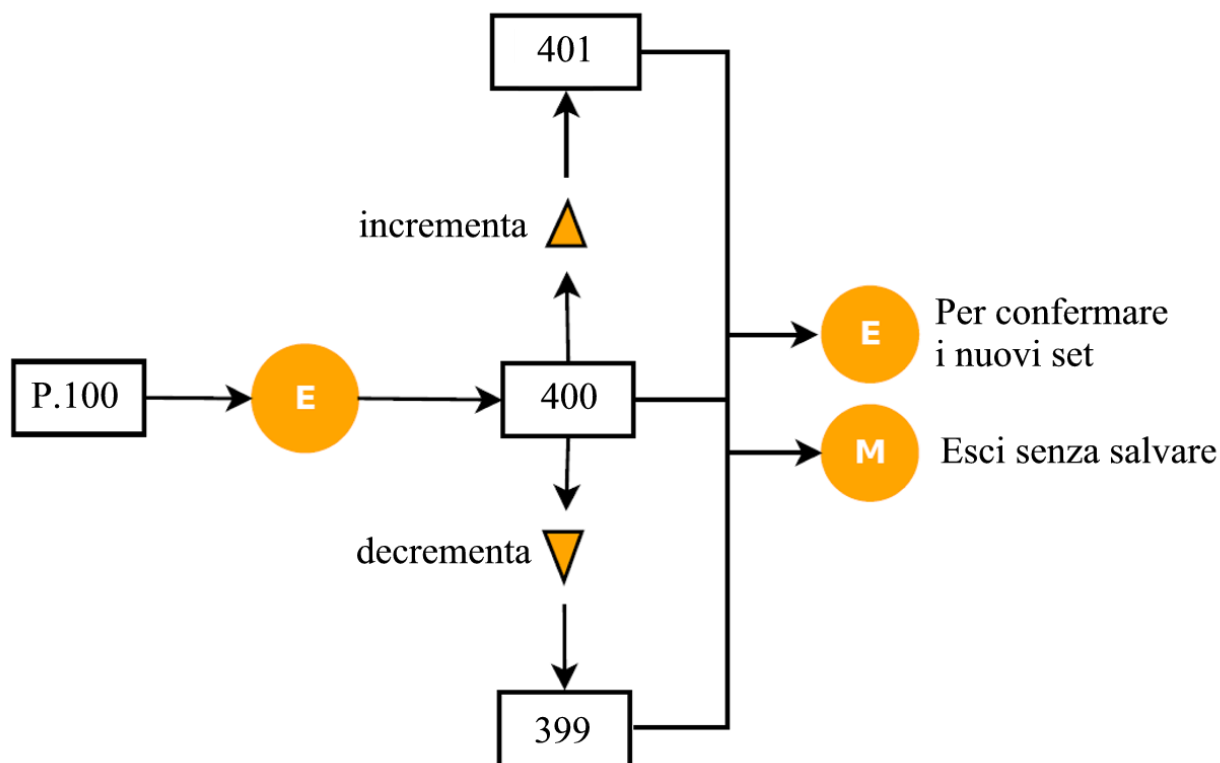 401
incrementa
E
Per confermare
i nuovi set
P.100
E
400
M
Esci senza salvare
decrementa
399